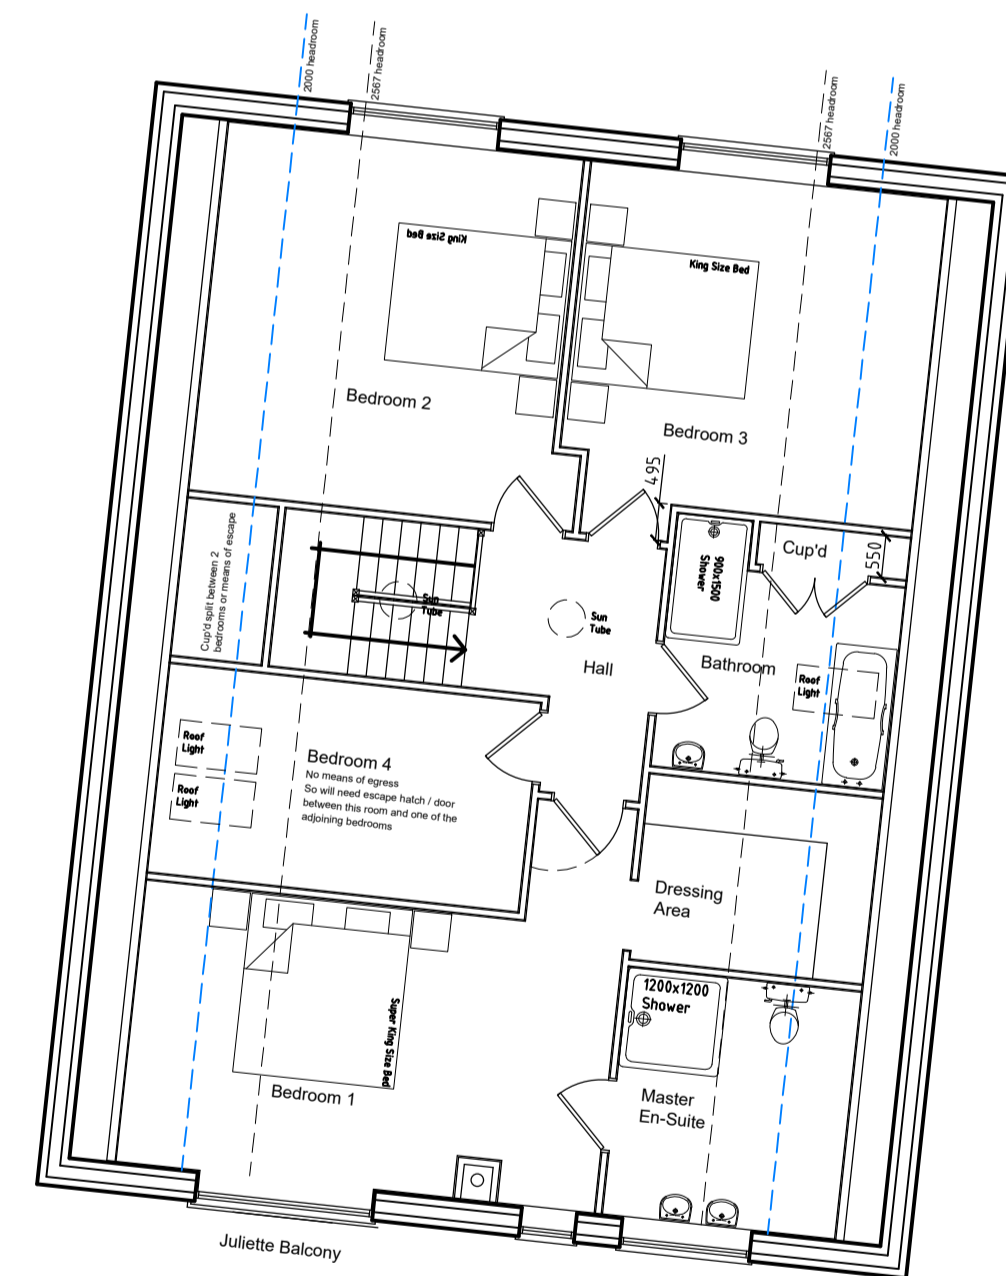 2000 headroom
2567 headroom
2567 headroom
2000 headroom
King Size Bed
King Size Bed
Bedroom 2
Bedroom 3
495
550
Cup'd
900x1500
Shower
Cup'd split between 2
bedrooms or means of escape
Sun
Tube
Sun
Tube
Hall
Bathroom
Roof
Light
Roof
Light
Roof
Light
Bedroom 4
No means of egress
So will need escape hatch / door
between this room and one of the
adjoining bedrooms
Dressing
Area
1200x1200
Shower
Super King Size Bed
Bedroom 1
Master
En-Suite
Juliette Balcony